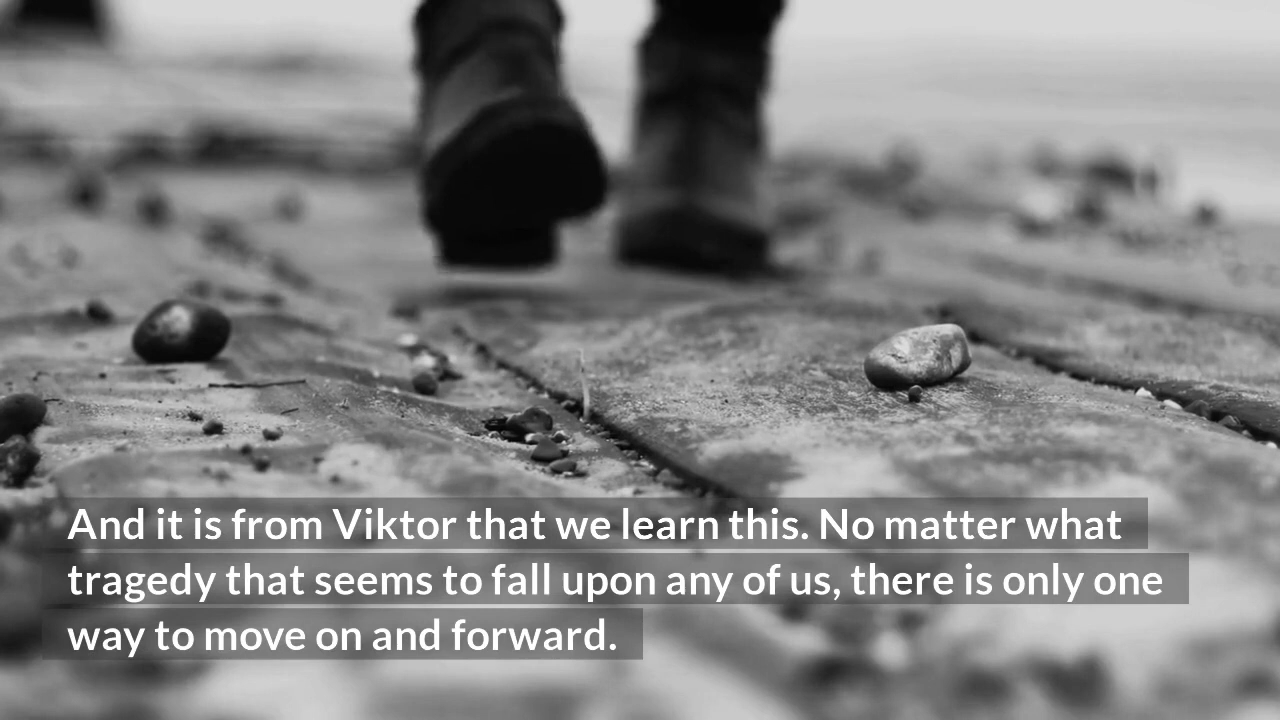 And it is from Viktor that we learn this. No matter what
tragedy that seems to fall upon any of us, there is only one
way to move on and forward.